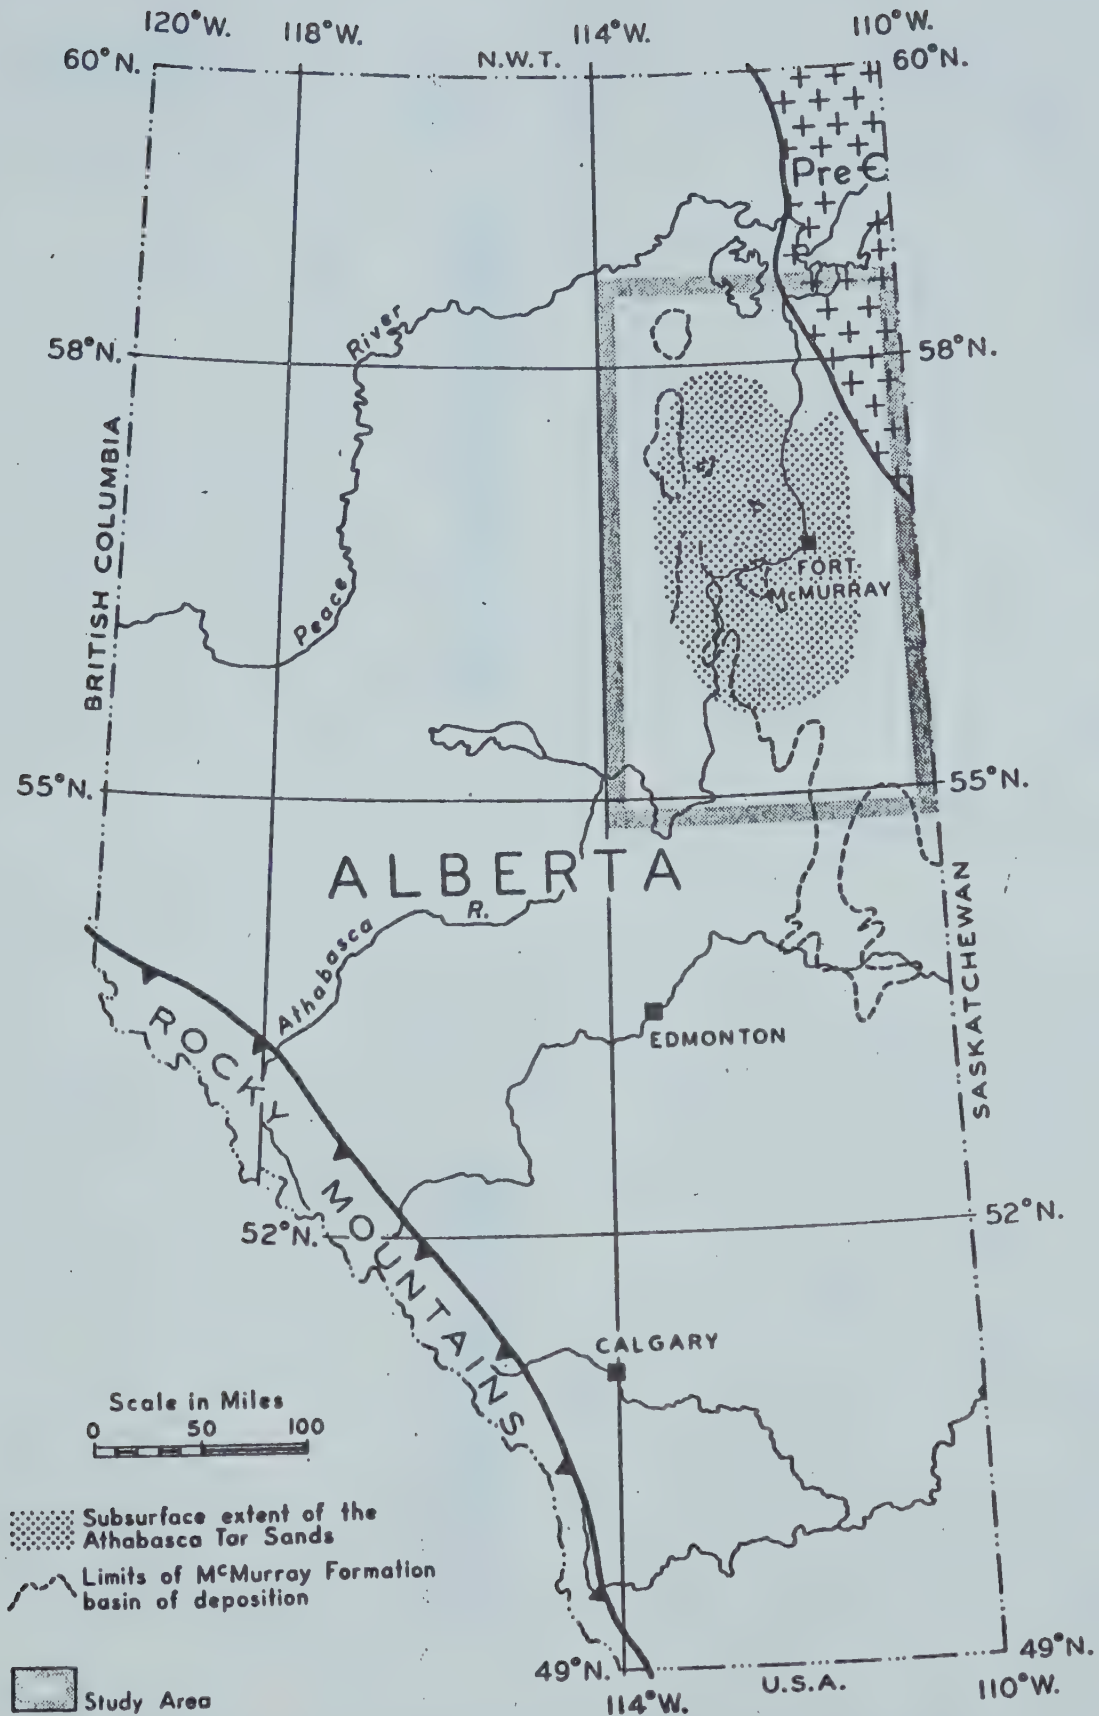 120°W.
118°W.
114°W.
110°W.
60°N.
N.W.T.
60°N.
Pre Є
River
58°N.
58°N.
BRITISH COLUMBIA
FORT
McMURRAY
Peace
55°N.
55°N.
ALBERTA
Athabasca
R.
SASKATCHEWAN
EDMONTON
ROCKY MOUNTAINS
52°N.
52°N.
CALGARY
Scale in Miles
0 50 100
Subsurface extent of the
Athabasca Tar Sands
Limits of McMurray Formation
basin of deposition
Study Area
49°N.
114°W.
U.S.A.
49°N.
110°W.